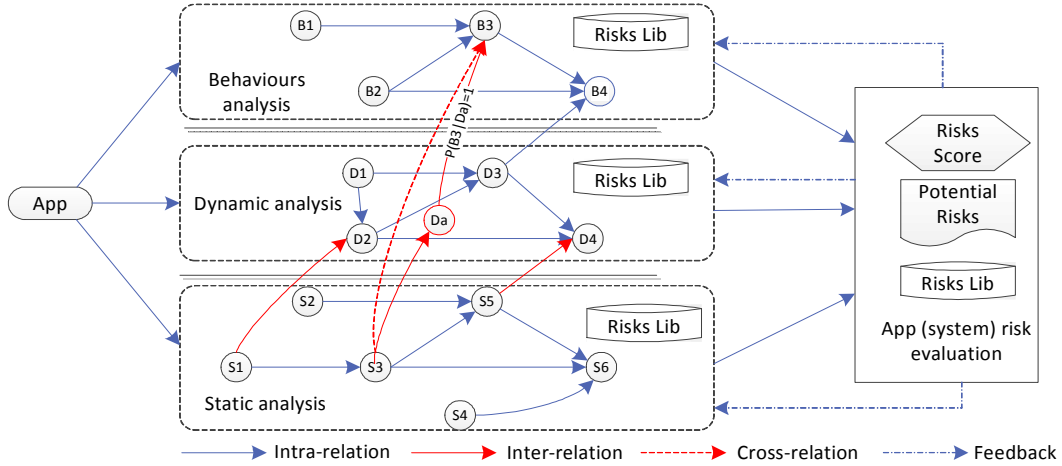 B1
B3
Risks Lib
Behaviours
analysis
B2
B4
P(B3|Da)=1
App
D1
D3
Risks Lib
Dynamic analysis
Da
D2
D4
S2
S5
Risks Lib
S1
S3
S6
Static analysis
S4
Risks
Score
Potential
Risks
Risks Lib
App (system) risk
evaluation
Intra-relation
Inter-relation
Cross-relation
Feedback